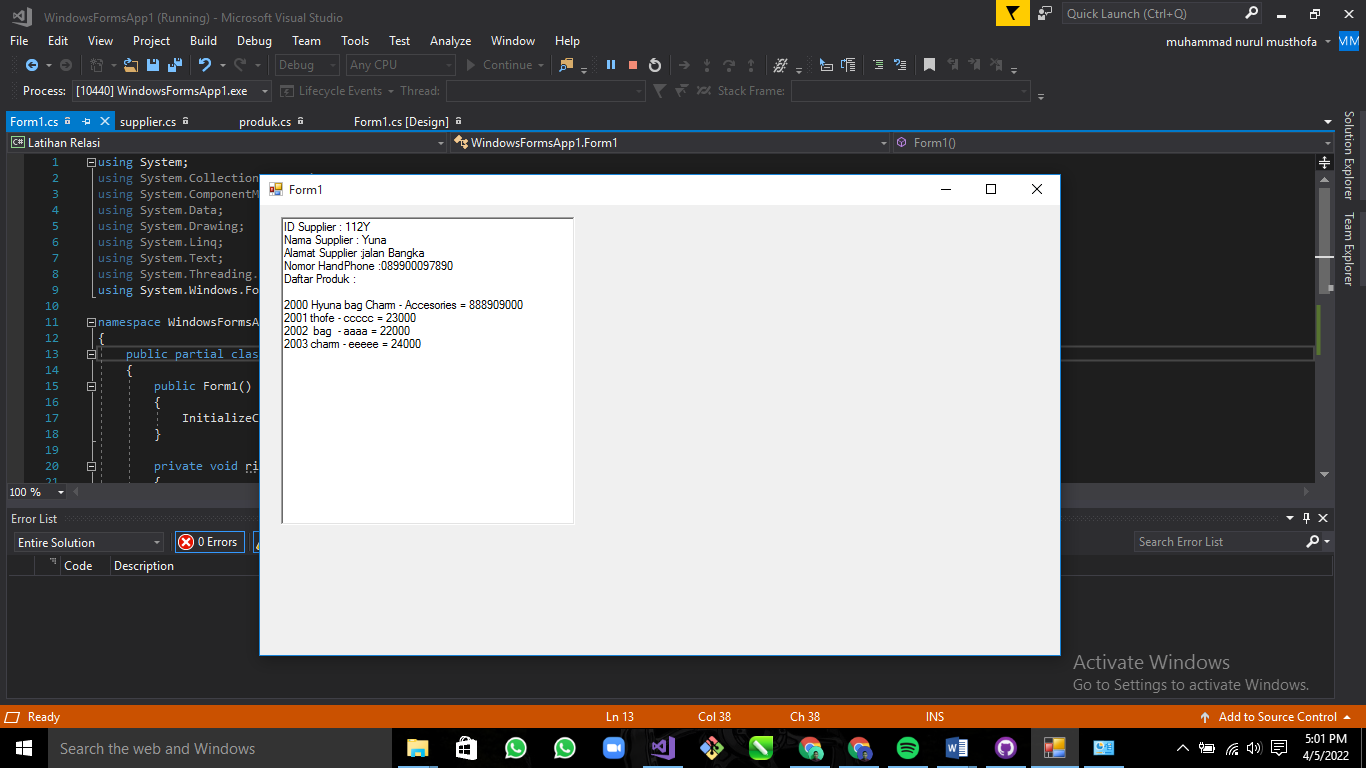 WindowsFormsApp1 (Running) - Microsoft Visual Studio
Quick Launch (Ctrl+Q)
File Edit View Project Build Debug Team Tools Test Analyze Window Help
muhammad nurul musthofa MM
Debug Any CPU Continue
Process: [10440] WindowsFormsApp1.exe Lifecycle Events Thread: Stack Frame:
Form1.cs supplier.cs produk.cs Form1.cs [Design]
C# Latihan Relasi WindowsFormsApp1.Form1 Form1()
Solution Explorer
Team Explorer
1 using System;
2 using System.Collection
3 using System.ComponentM
4 using System.Data;
5 using System.Drawing;
6 using System.Linq;
7 using System.Text;
8 using System.Threading.
9 using System.Windows.Fo
10
11 namespace WindowsFormsA
12 {
13 public partial clas
14 {
15 public Form1()
16 {
17 InitializeC
18 }
19
20 private void ri
21 {
100 %
Form1
ID Supplier : 112Y
Nama Supplier : Yuna
Alamat Supplier :jalan Bangka
Nomor HandPhone :089900097890
Daftar Produk :
2000 Hyuna bag Charm - Accesories = 888909000
2001 thofe - ccccc = 23000
2002  bag  - aaaa = 22000
2003 charm - eeeee = 24000
Error List
Entire Solution 0 Errors Search Error List
Code Description
Activate Windows
Go to Settings to activate Windows.
Ready Ln 13 Col 38 Ch 38 INS Add to Source Control
Search the web and Windows
5:01 PM
4/5/2022